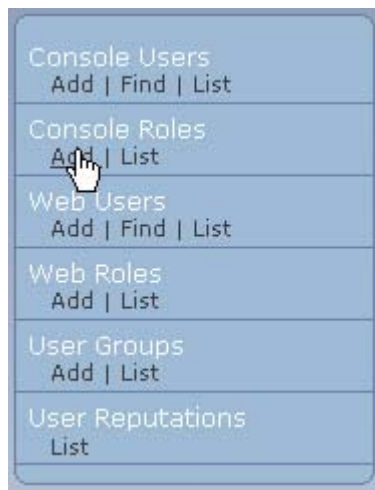 Console Users
Add | Find | List
Console Roles
Add | List
Web Users
Add | Find | List
Web Roles
Add | List
User Groups
Add | List
User Reputations
List